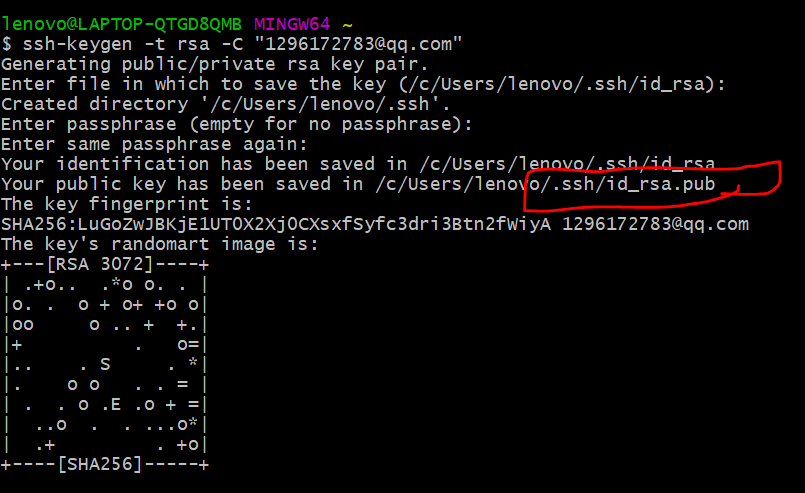 lenovo@LAPTOP-QTGD8QMB MINGW64 ~
$ ssh-keygen -t rsa -C "1296172783@qq.com"
Generating public/private rsa key pair.
Enter file in which to save the key (/c/Users/lenovo/.ssh/id_rsa):
Created directory '/c/Users/lenovo/.ssh'.
Enter passphrase (empty for no passphrase):
Enter same passphrase again:
Your identification has been saved in /c/Users/lenovo/.ssh/id_rsa
Your public key has been saved in /c/Users/lenovo/.ssh/id_rsa.pub
The key fingerprint is:
SHA256:LuGoZwJBKjE1UT0X2Xj0CXsxfSyfc3dri3Btn2fWiyA 1296172783@qq.com
The key's randomart image is:
+---[RSA 3072]----+
| .+o..  .*o o. . |
|o. .  o + o+ +o o|
|oo     o .. +  +.|
|+          .   o=|
|..    . S     . *|
|.    o o   . . = |
| .  . o .E .o + =|
|  ..o  .  . ...o*|
|  .+         . +o|
+----[SHA256]-----+